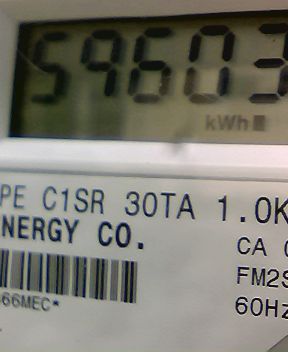 59603
kWh
PE C1SR 30TA 1.0K
NERGY CO.
CA
FM2S
66MEC*
60Hz